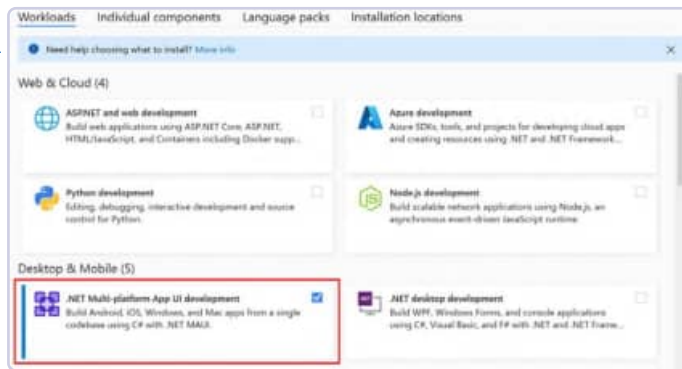 Workloads Individual components Language packs Installation locations
Need help choosing what to install? More info
Web & Cloud (4)
ASP.NET and web development
Build web applications using ASP.NET Core, ASP.NET,
HTML/JavaScript, and Containers including Docker supp...
Azure development
Azure SDKs, tools, and projects for developing cloud apps
and creating resources using .NET and .NET Framework...
Python development
Editing, debugging, interactive development and source
control for Python.
Node.js development
Build scalable network applications using Node.js, an
asynchronous event-driven JavaScript runtime.
Desktop & Mobile (5)
.NET Multi-platform App UI development
Build Android, iOS, Windows, and Mac apps from a single
codebase using C# with .NET MAUI.
.NET desktop development
Build WPF, Windows Forms, and console applications
using C#, Visual Basic, and F# with .NET and .NET Frame...